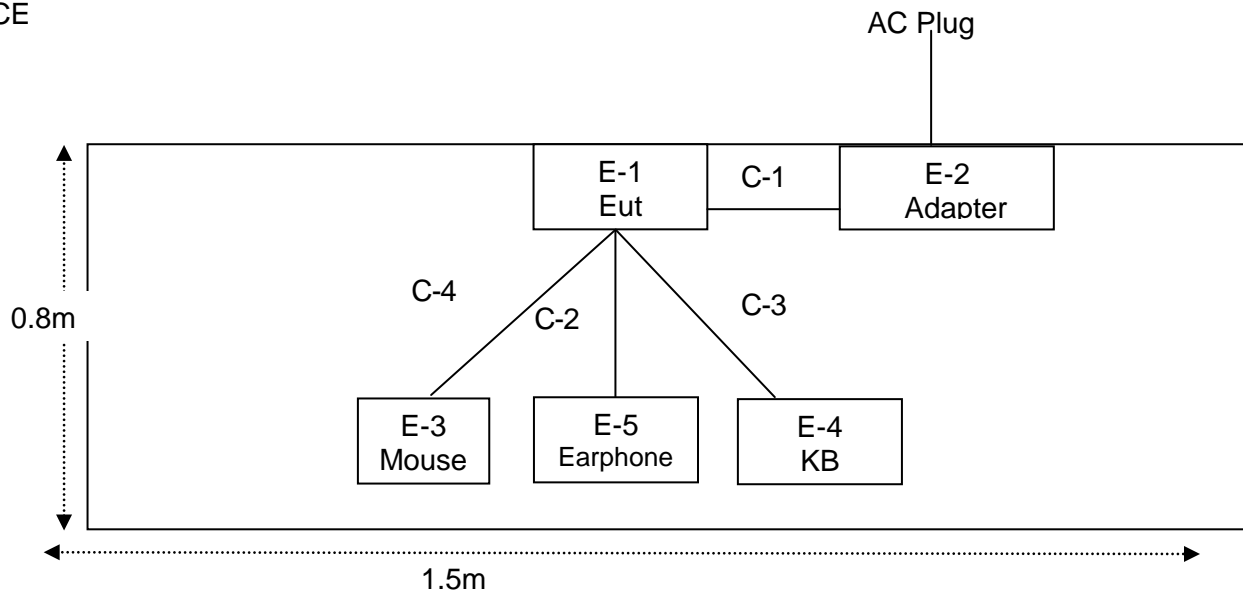 CE
AC Plug
E-1
Eut
C-1
E-2
Adapter
C-4
C-2
C-3
0.8m
E-3
Mouse
E-5
Earphone
E-4
KB
1.5m